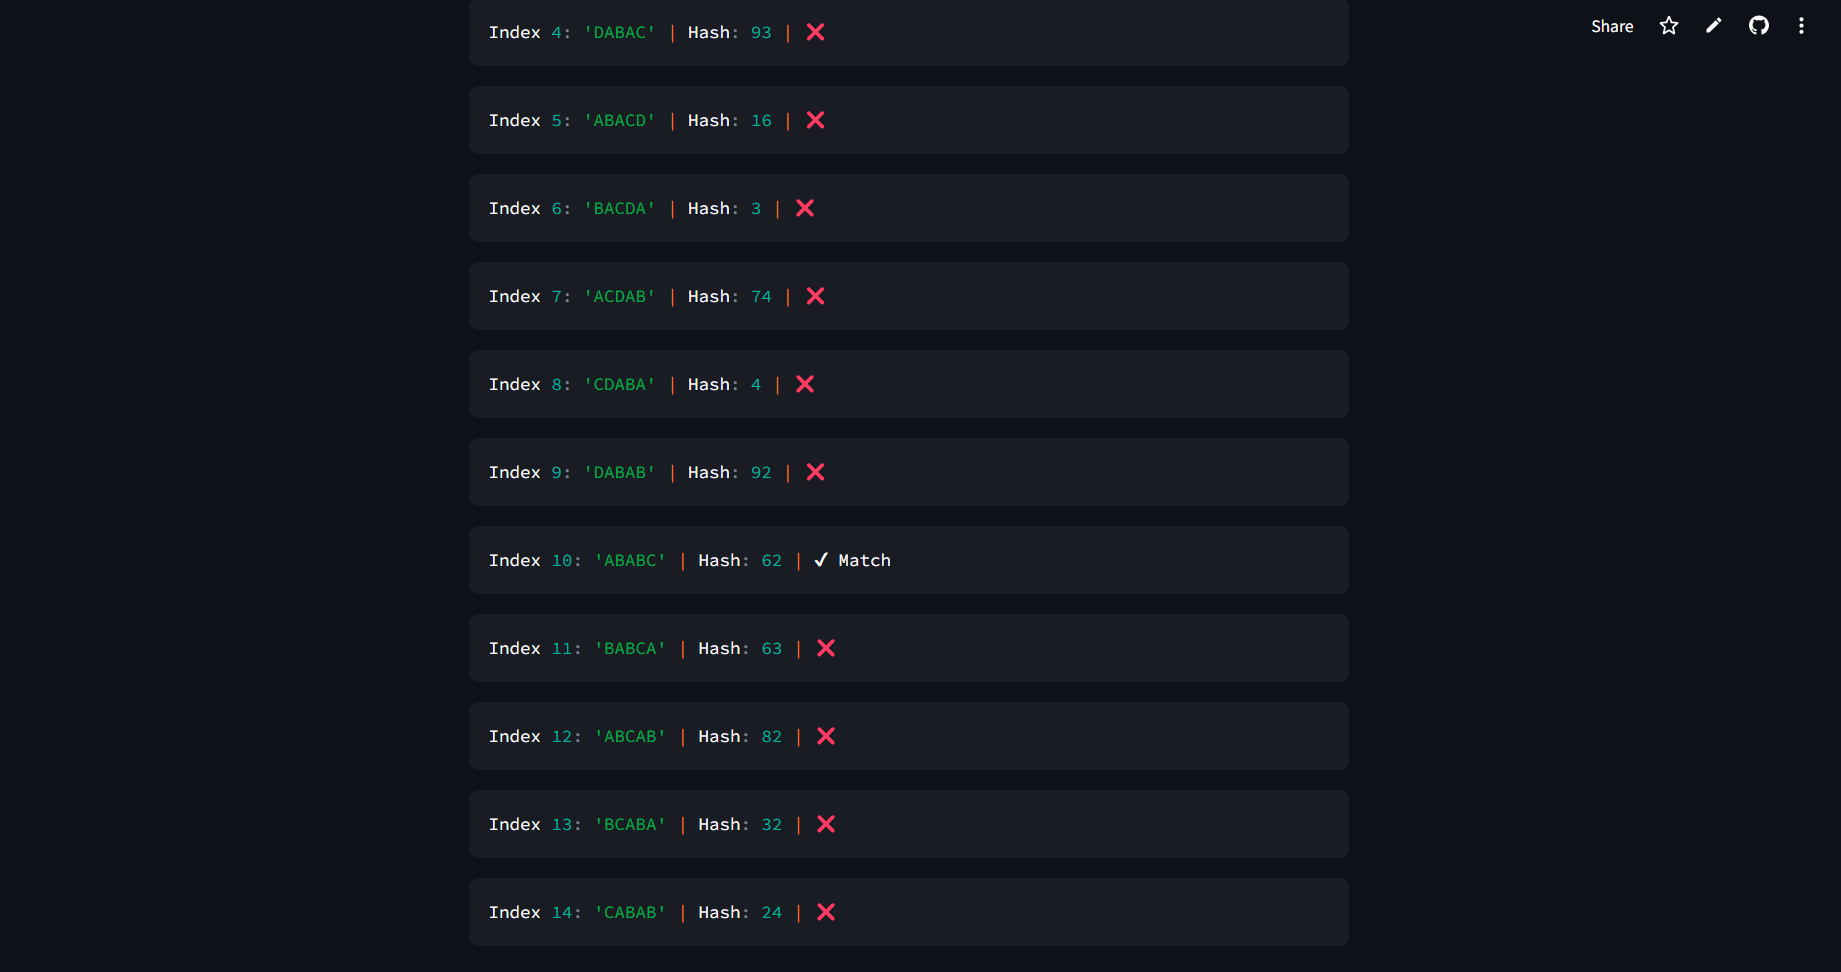 Share
Index 4: 'DABAC' | Hash: 93 | ❌
Index 5: 'ABACD' | Hash: 16 | ❌
Index 6: 'BACDA' | Hash: 3 | ❌
Index 7: 'ACDAB' | Hash: 74 | ❌
Index 8: 'CDABA' | Hash: 4 | ❌
Index 9: 'DABAB' | Hash: 92 | ❌
Index 10: 'ABABC' | Hash: 62 | ✓ Match
Index 11: 'BABCA' | Hash: 63 | ❌
Index 12: 'ABCAB' | Hash: 82 | ❌
Index 13: 'BCABA' | Hash: 32 | ❌
Index 14: 'CABAB' | Hash: 24 | ❌